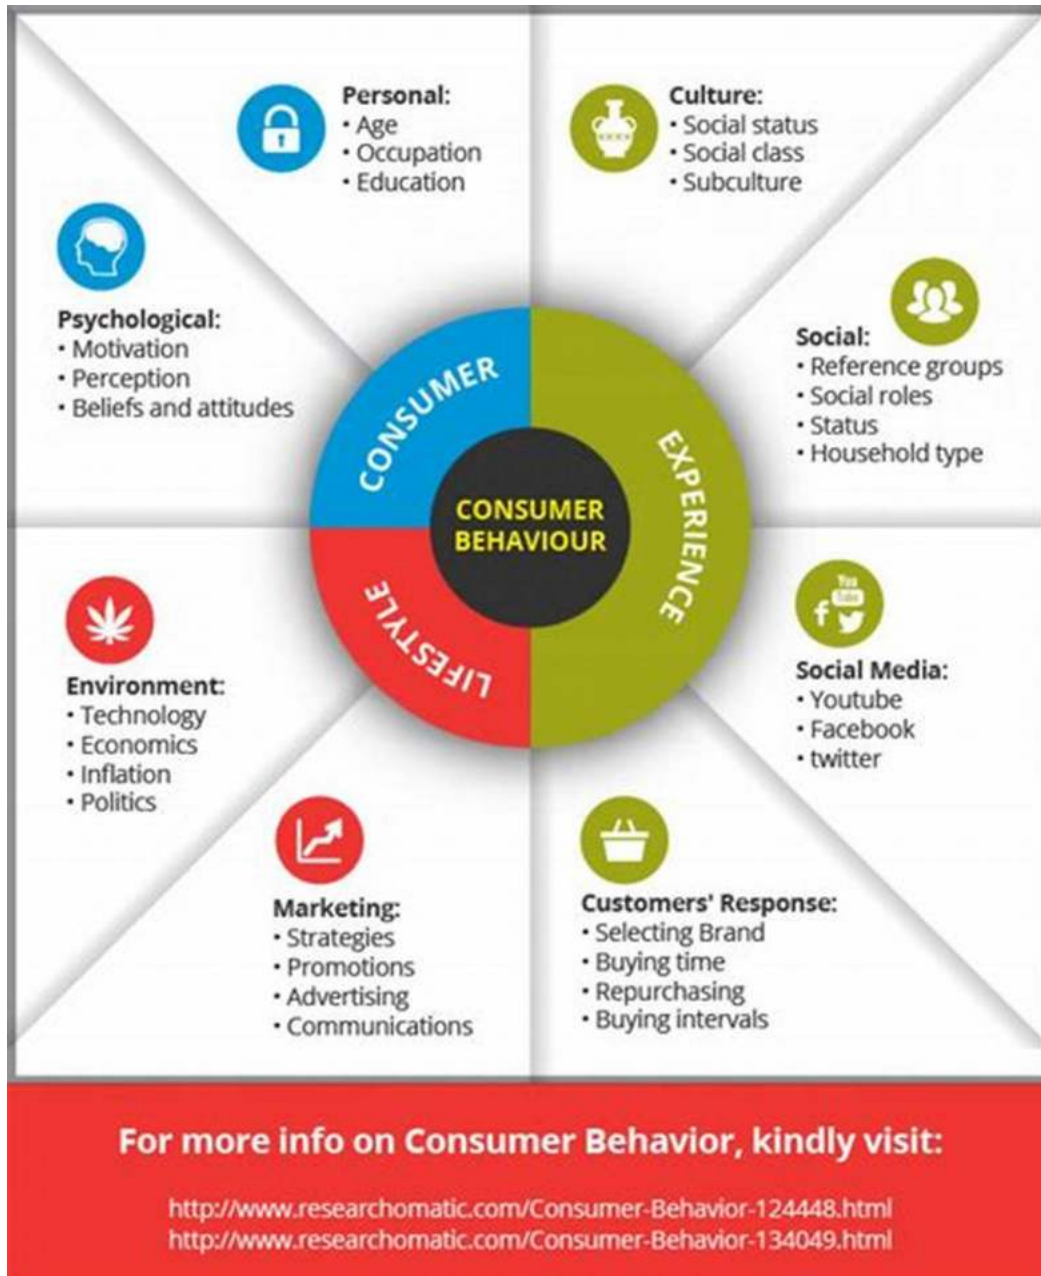 Personal:
• Age
• Occupation
• Education
Culture:
• Social status
• Social class
• Subculture
Psychological:
• Motivation
• Perception
• Beliefs and attitudes
Social:
• Reference groups
• Social roles
• Status
• Household type
CONSUMER
EXPERIENCE
LIFESTYLE
CONSUMER
BEHAVIOUR
Environment:
• Technology
• Economics
• Inflation
• Politics
You
Tube
f
Social Media:
• Youtube
• Facebook
• twitter
Marketing:
• Strategies
• Promotions
• Advertising
• Communications
Customers' Response:
• Selecting Brand
• Buying time
• Repurchasing
• Buying intervals
For more info on Consumer Behavior, kindly visit:
http://www.researchomatic.com/Consumer-Behavior-124448.html
http://www.researchomatic.com/Consumer-Behavior-134049.html